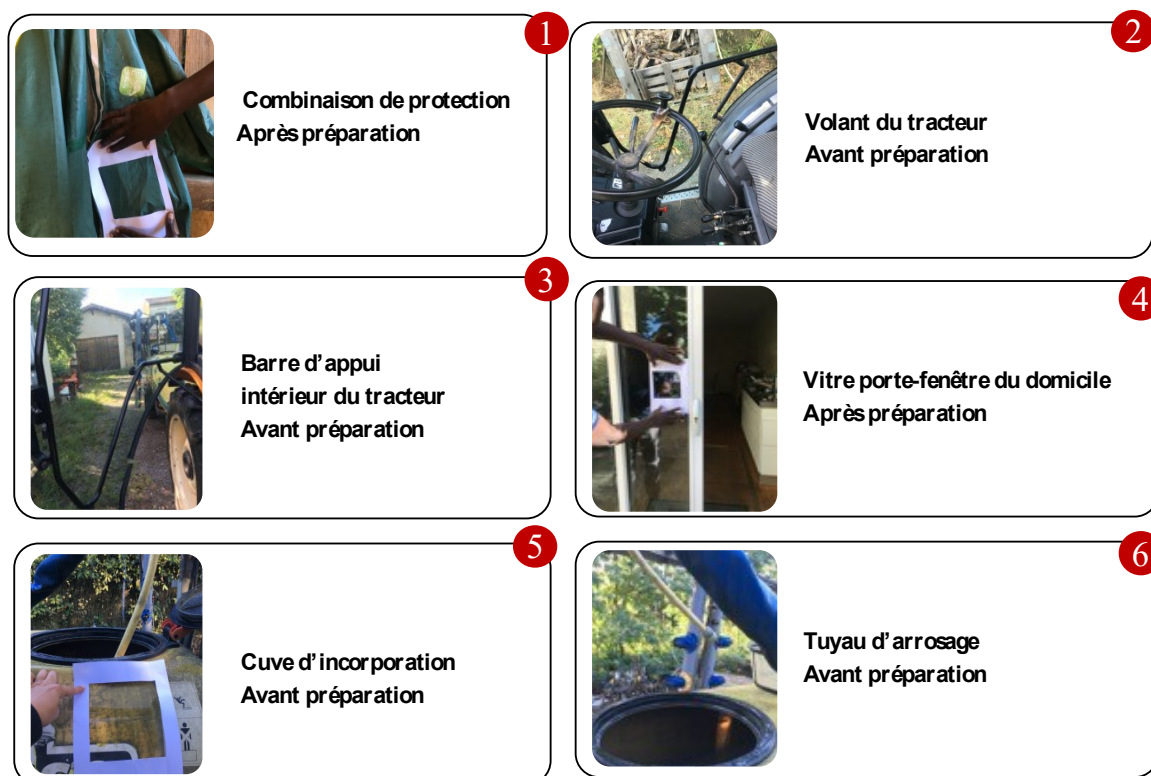 1
Combinaison de protection
Après préparation
2
Volant du tracteur
Avant préparation
3
Barre d'appui
intérieur du tracteur
Avant préparation
4
Vitre porte-fenêtre du domicile
Après préparation
5
Cuve d'incorporation
Avant préparation
6
Tuyau d'arrosage
Avant préparation